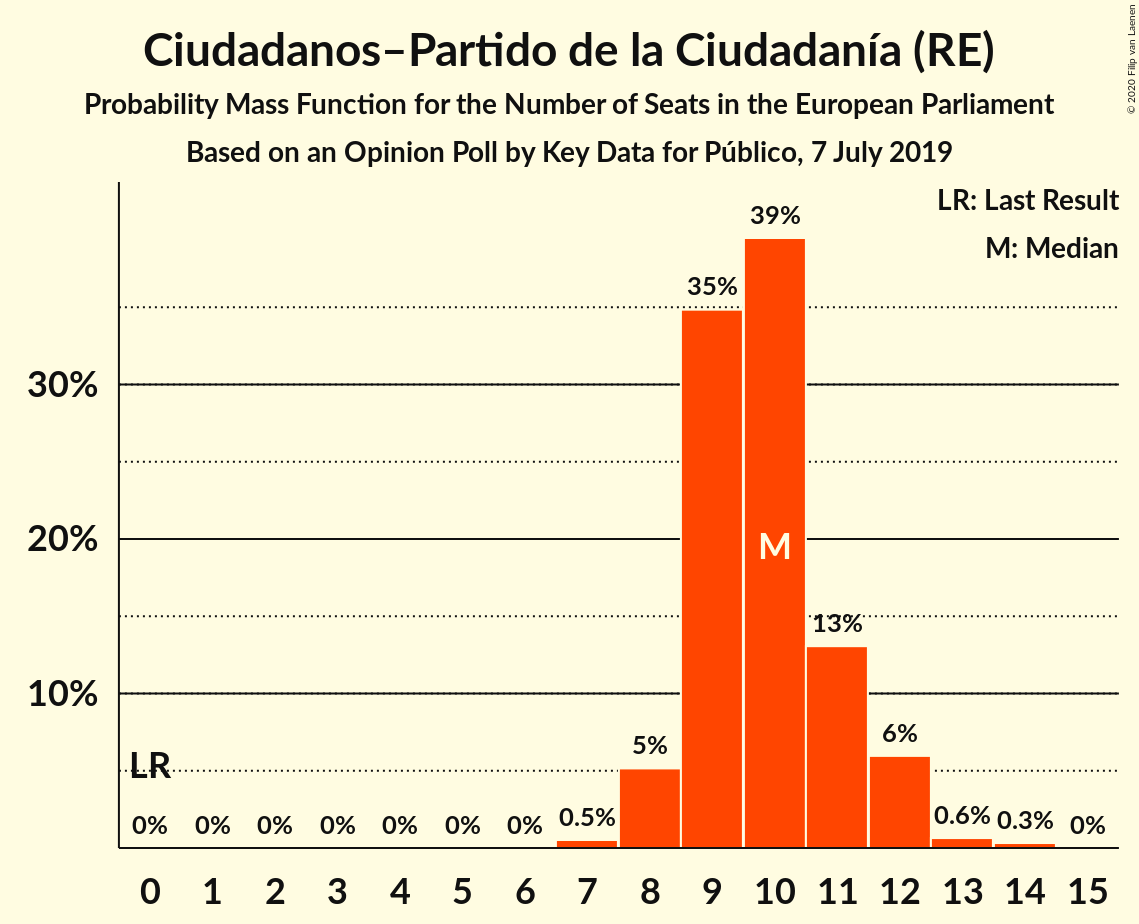 Ciudadanos–Partido de la Ciudadanía (RE)
Probability Mass Function for the Number of Seats in the European Parliament
Based on an Opinion Poll by Key Data for Público, 7 July 2019
© 2020 Filip van Laenen
LR: Last Result
M: Median
39%
35%
30%
20%
M
13%
10%
6%
5%
LR
0% 0% 0% 0% 0% 0% 0% 0.5% 0.6% 0.3% 0%
0 1 2 3 4 5 6 7 8 9 10 11 12 13 14 15